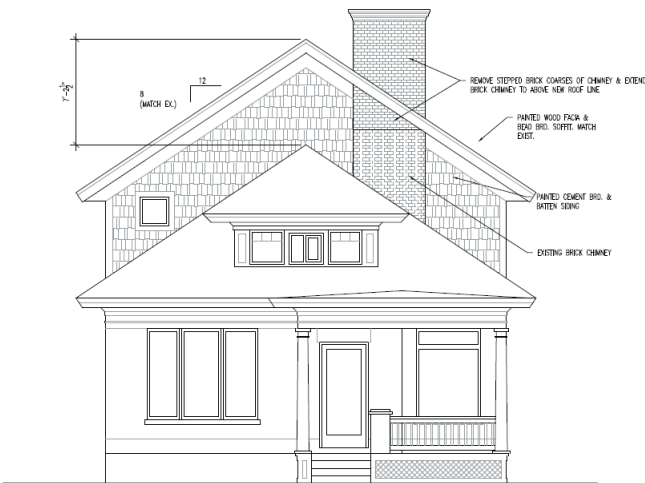 12
8
(MATCH EX.)
7'-2½"
REMOVE STEPPED BRICK COARSES OF CHIMNEY & EXTEND
BRICK CHIMNEY TO ABOVE NEW ROOF LINE
PAINTED WOOD FACIA &
BEAD BRD. SOFFIT. MATCH
EXIST.
PAINTED CEMENT BRD. &
BATTEN SIDING
EXISTING BRICK CHIMNEY